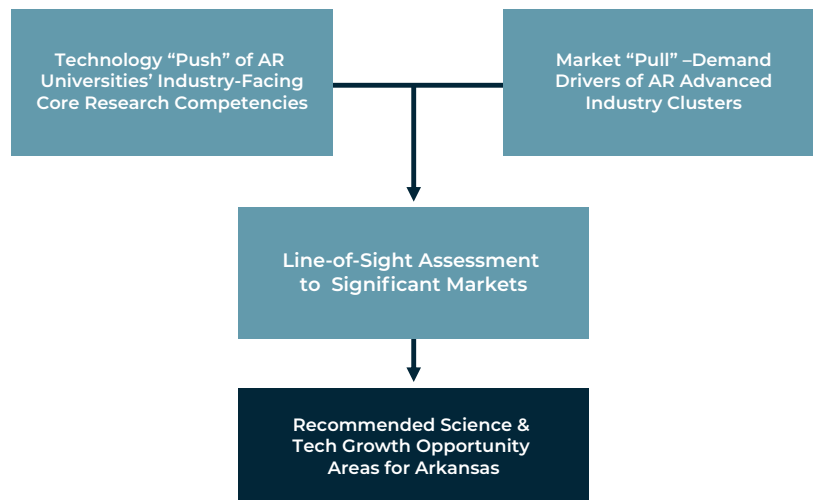 Technology “Push” of AR
Universities’ Industry-Facing
Core Research Competencies
Market “Pull” –Demand
Drivers of AR Advanced
Industry Clusters
Line-of-Sight Assessment
to Significant Markets
Recommended Science &
Tech Growth Opportunity
Areas for Arkansas